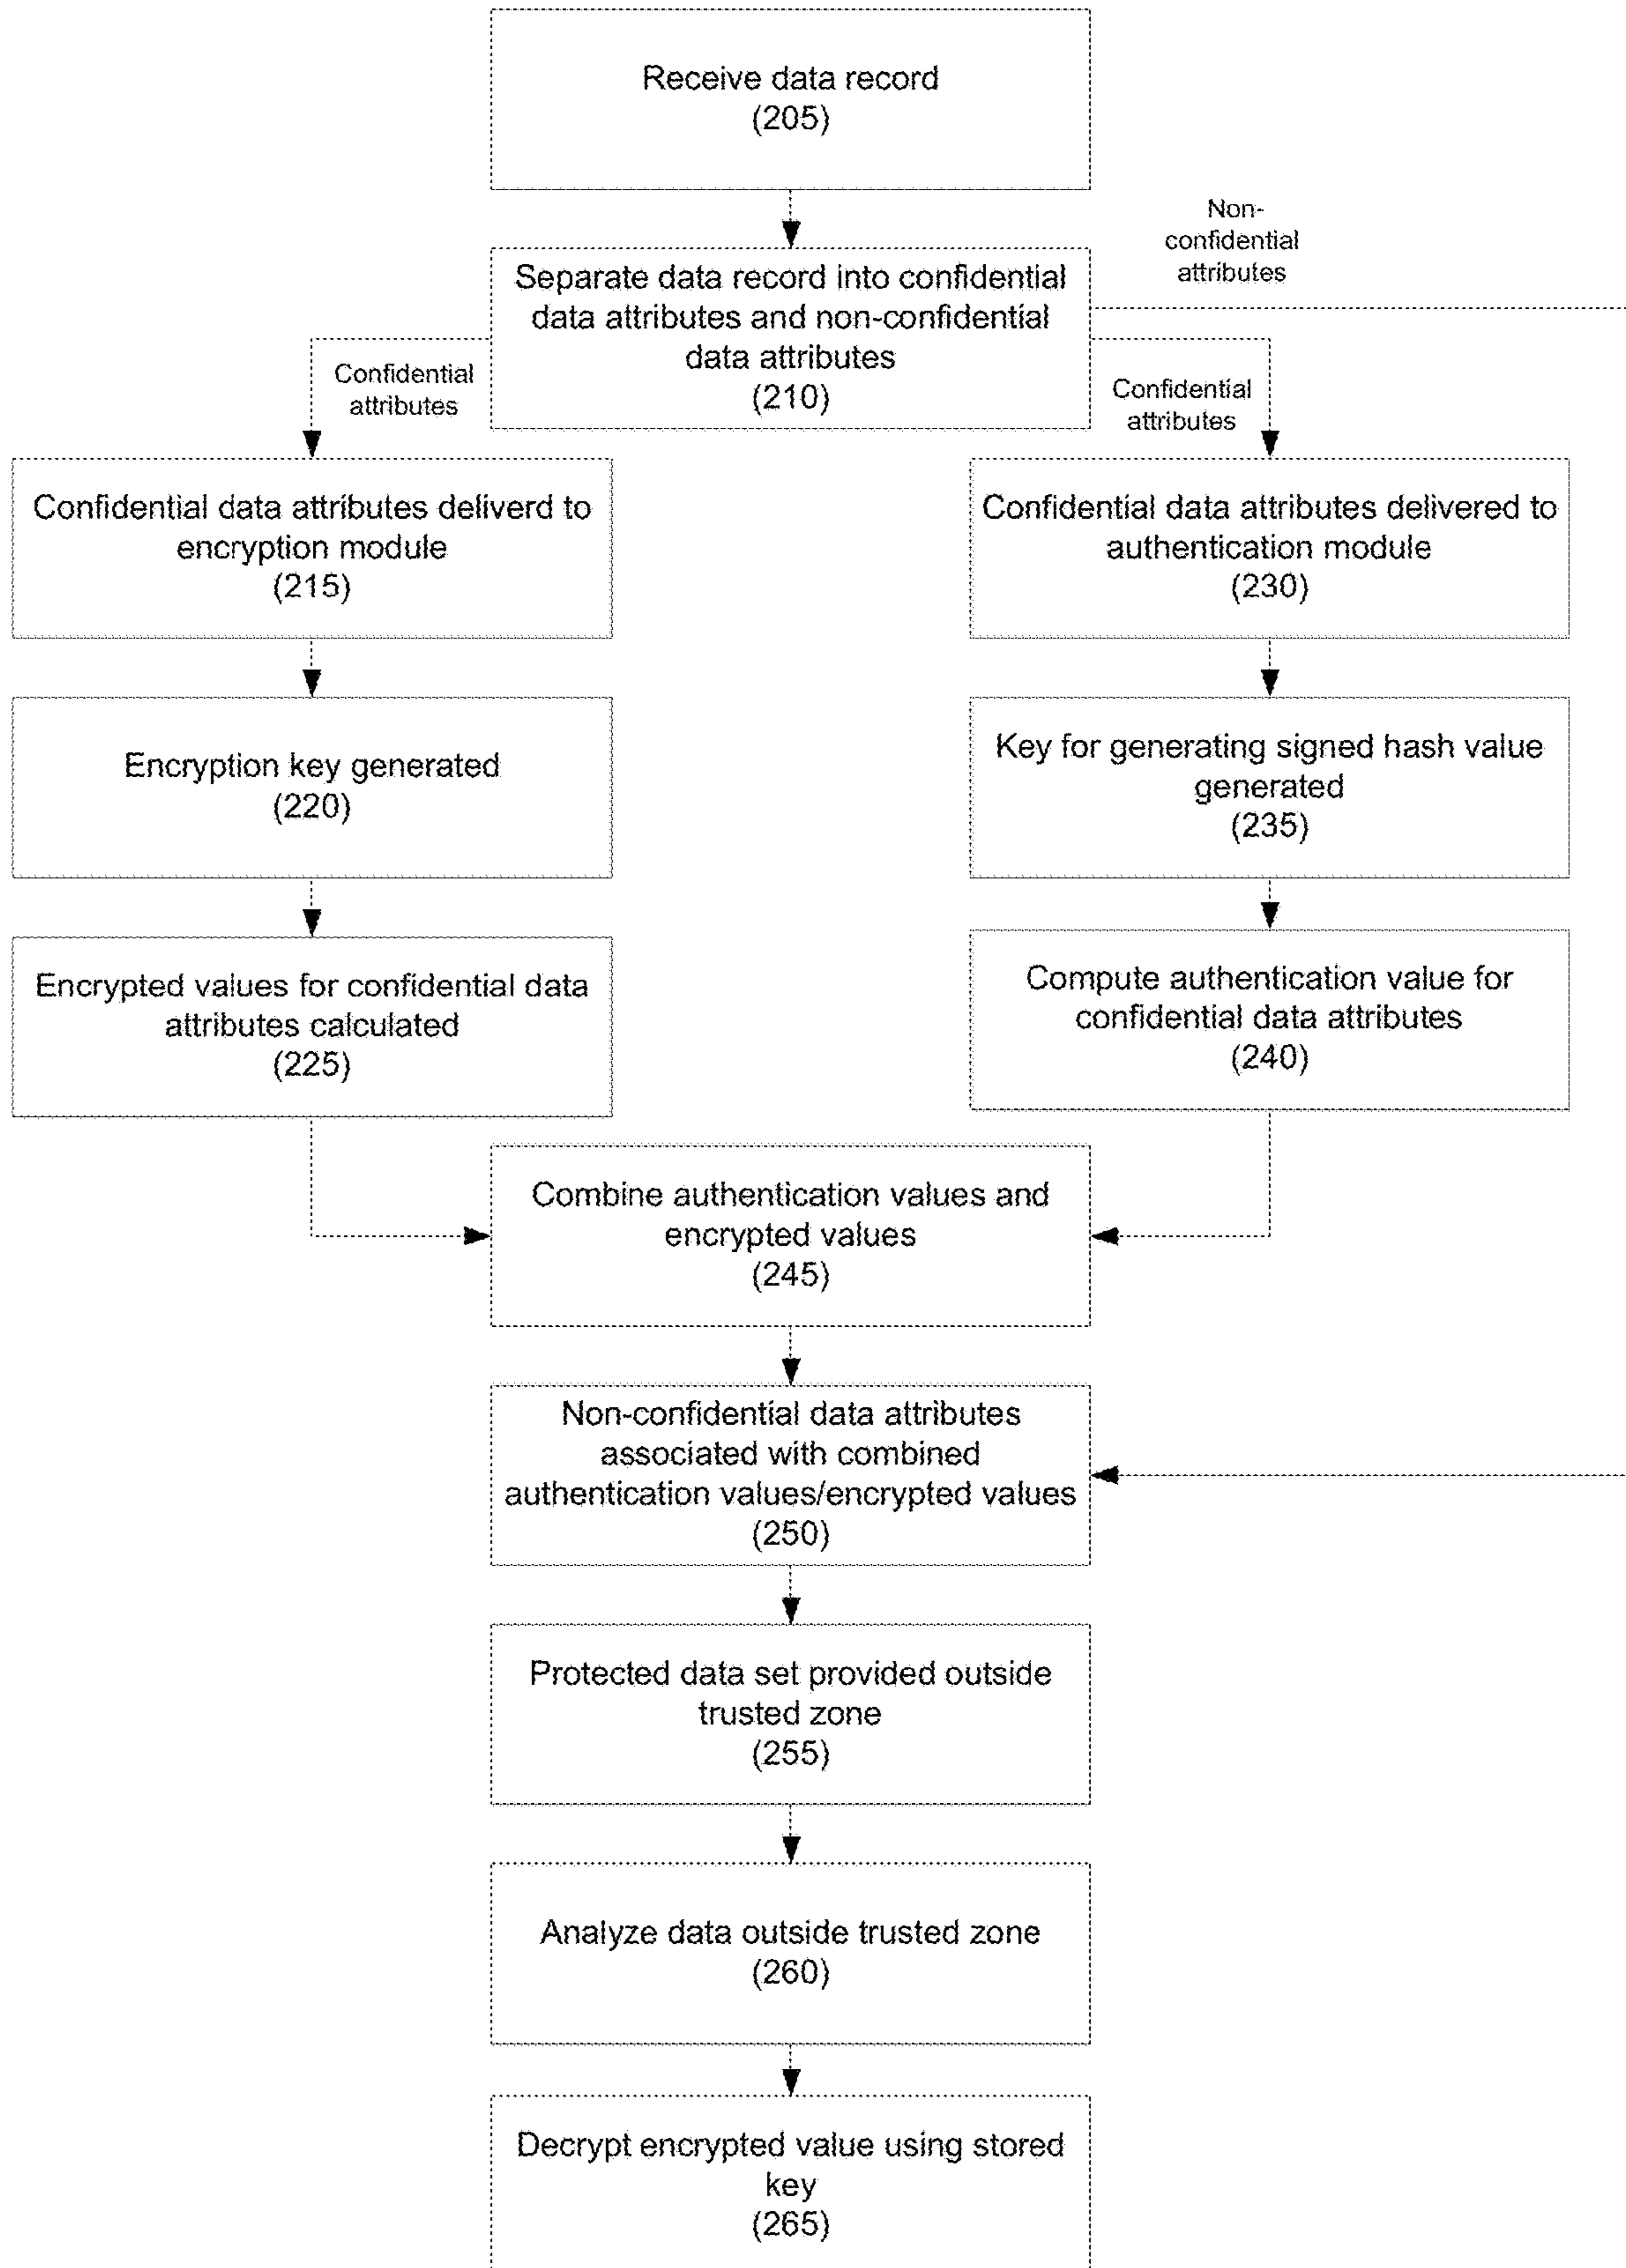 Receive data record
(205)
Non-
confidential
attributes
Separate data record into confidential
data attributes and non-confidential
data attributes
(210)
Confidential
attributes
Confidential
attributes
Confidential data attributes deliverd to
encryption module
(215)
Confidential data attributes delivered to
authentication module
(230)
Encryption key generated
(220)
Key for generating signed hash value
generated
(235)
Encrypted values for confidential data
attributes calculated
(225)
Compute authentication value for
confidential data attributes
(240)
Combine authentication values and
encrypted values
(245)
Non-confidential data attributes
associated with combined
authentication values/encrypted values
(250)
Protected data set provided outside
trusted zone
(255)
Analyze data outside trusted zone
(260)
Decrypt encrypted value using stored
key
(265)